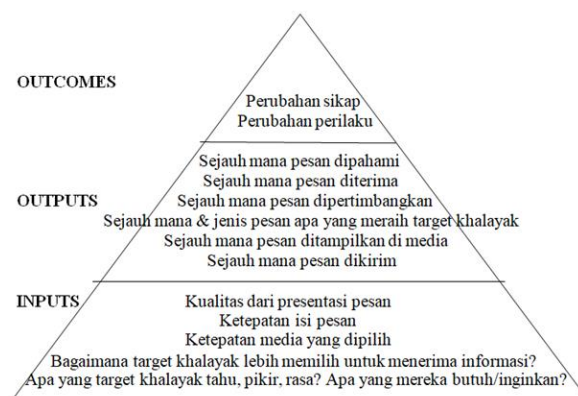 OUTCOMES
Perubahan sikap
Perubahan perilaku
Sejauh mana pesan dipahami
Sejauh mana pesan diterima
OUTPUTS
Sejauh mana pesan dipertimbangkan
Sejauh mana & jenis pesan apa yang meraih target khalayak
Sejauh mana pesan ditampilkan di media
Sejauh mana pesan dikirim
INPUTS
Kualitas dari presentasi pesan
Ketepatan isi pesan
Ketepatan media yang dipilih
Bagaimana target khalayak lebih memilih untuk menerima informasi?
Apa yang target khalayak tahu, pikir, rasa? Apa yang mereka butuh/inginkan?